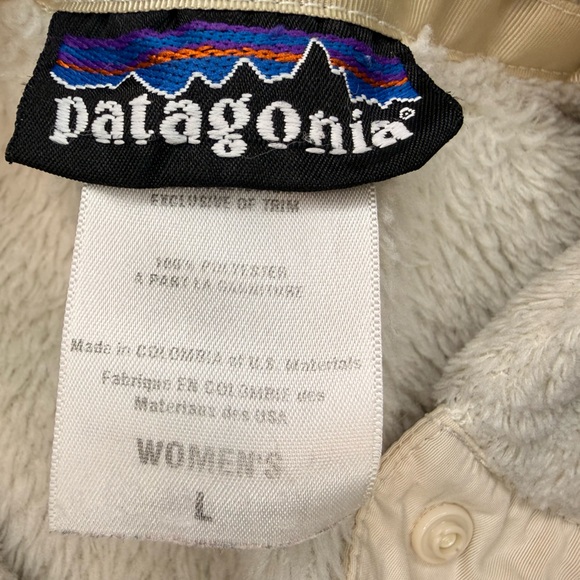 patagonia®
EXCLUSIVE OF TRIM
100% POLYESTER
À PART LA GARNITURE
Made in COLOMBIA of U.S. Materials
Fabriqué EN COLOMBIE des
Materiaux des USA
WOMEN'S
L